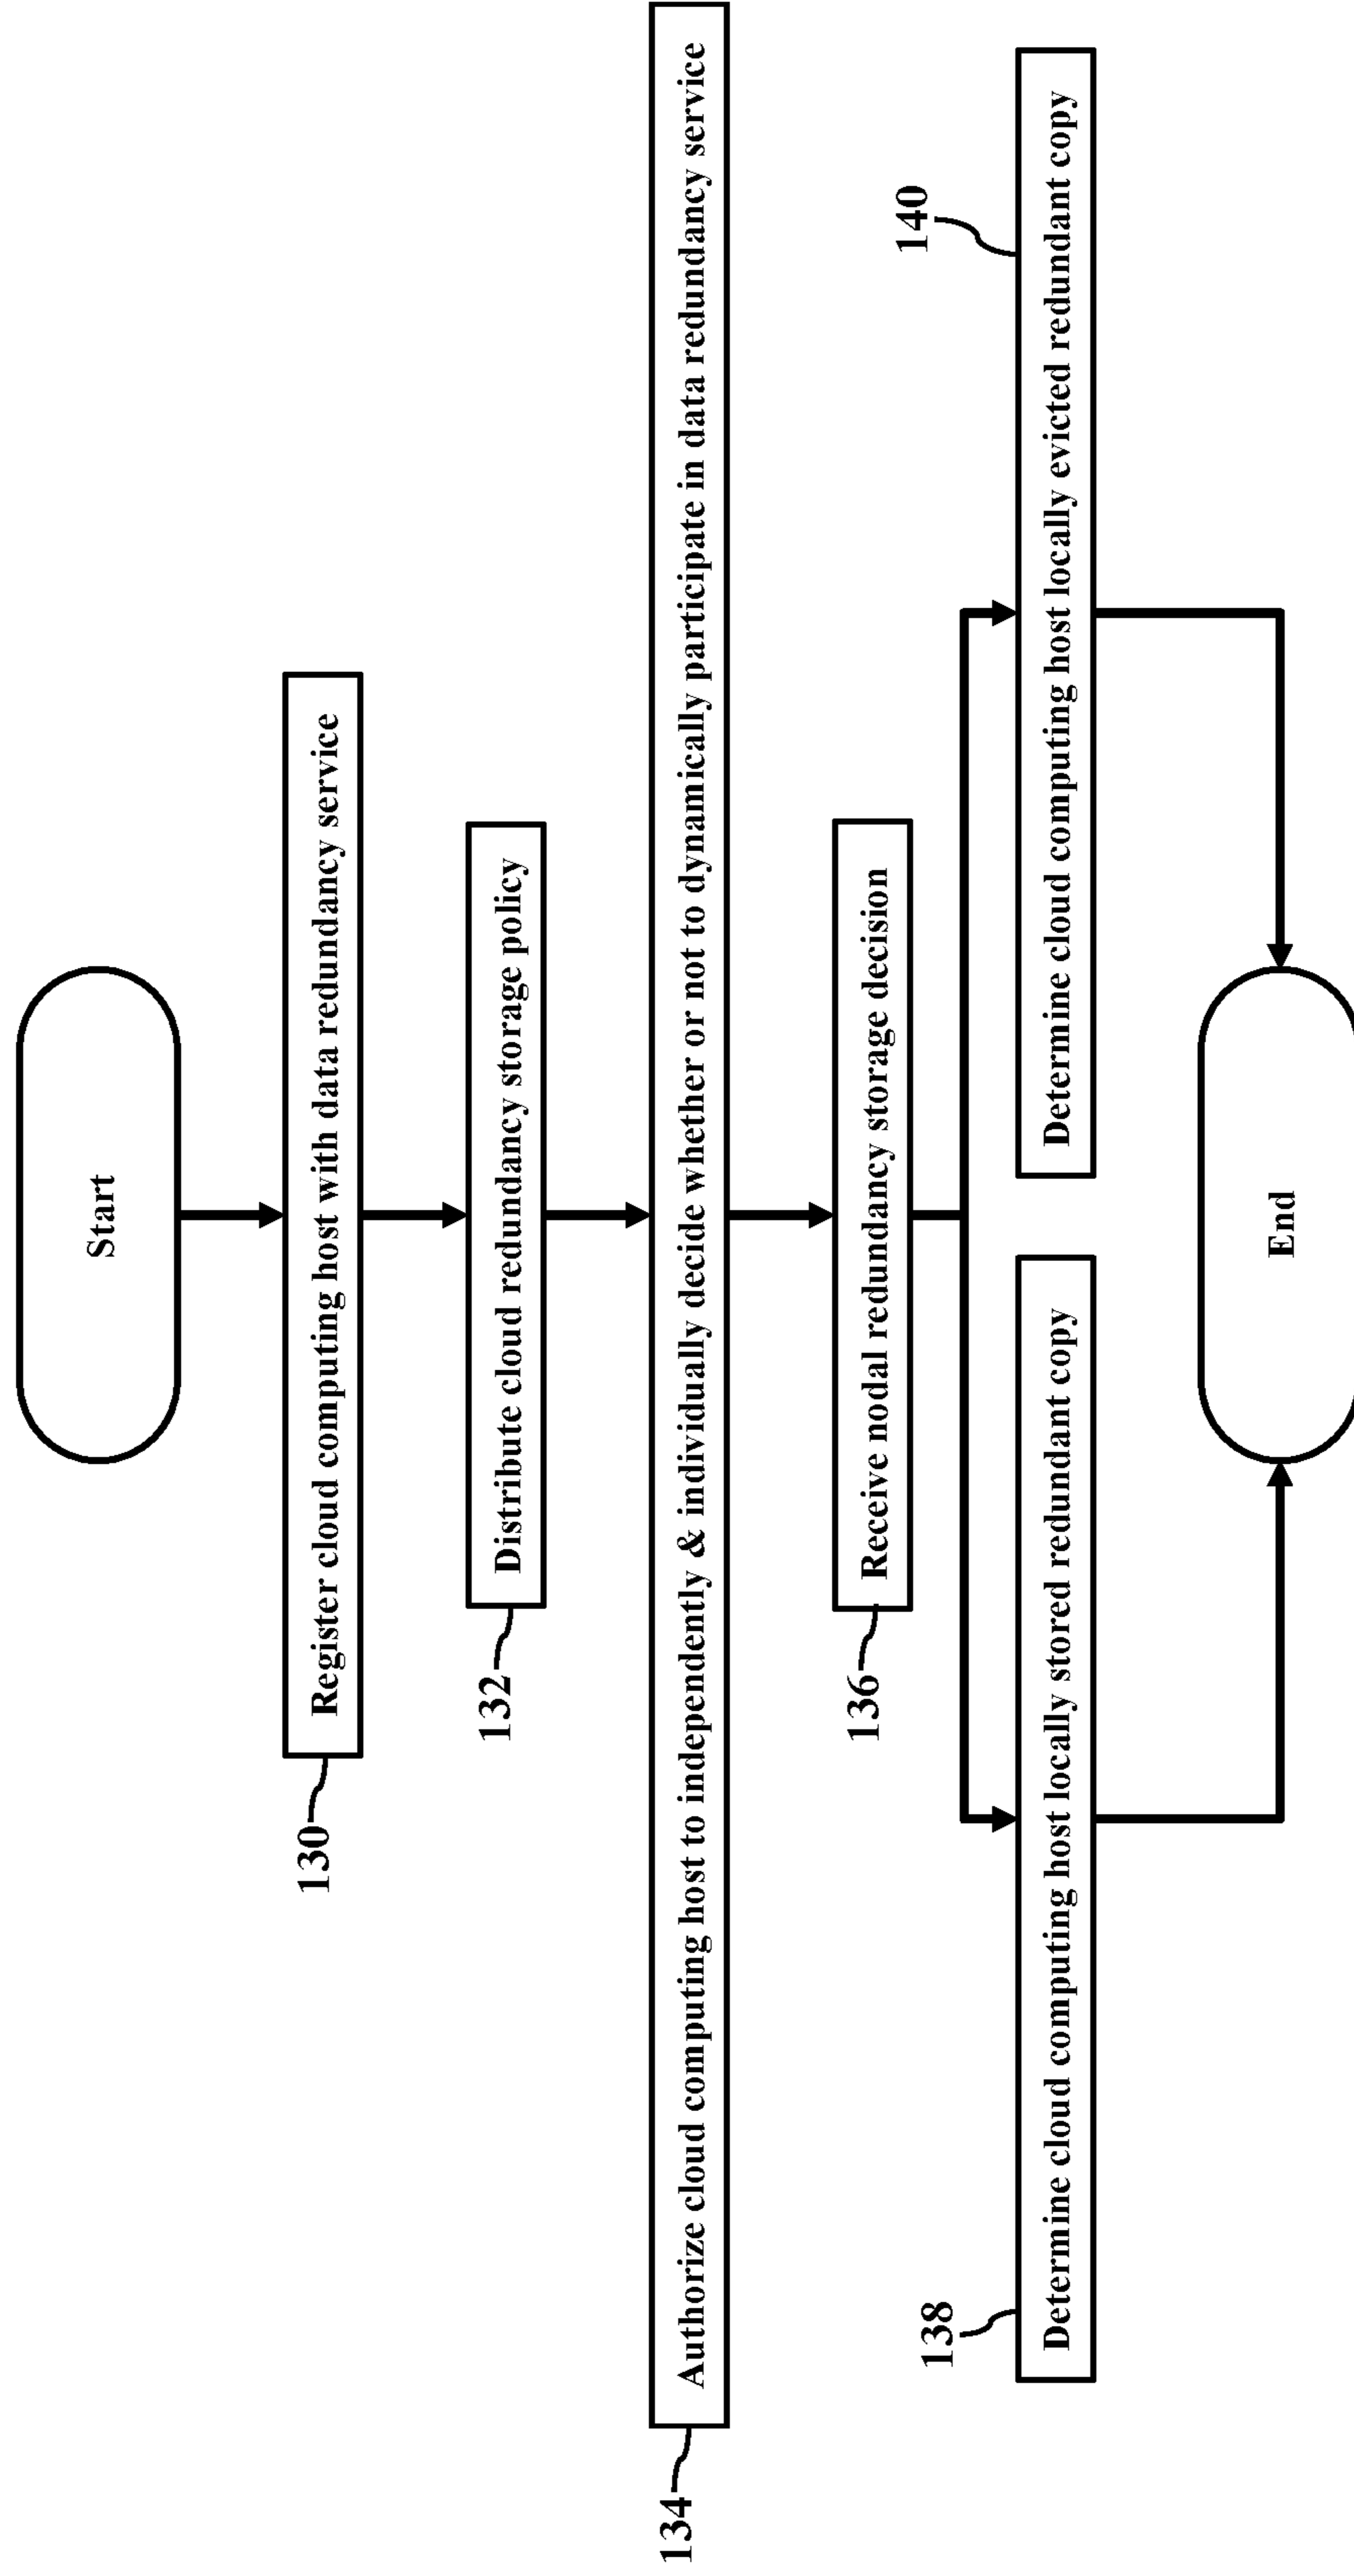 Start
130
Register cloud computing host with data redundancy service
132
Distribute cloud redundancy storage policy
134
Authorize cloud computing host to independently & individually decide whether or not to dynamically participate in data redundancy service
136
Receive nodal redundancy storage decision
138
Determine cloud computing host locally stored redundant copy
140
Determine cloud computing host locally evicted redundant copy
End